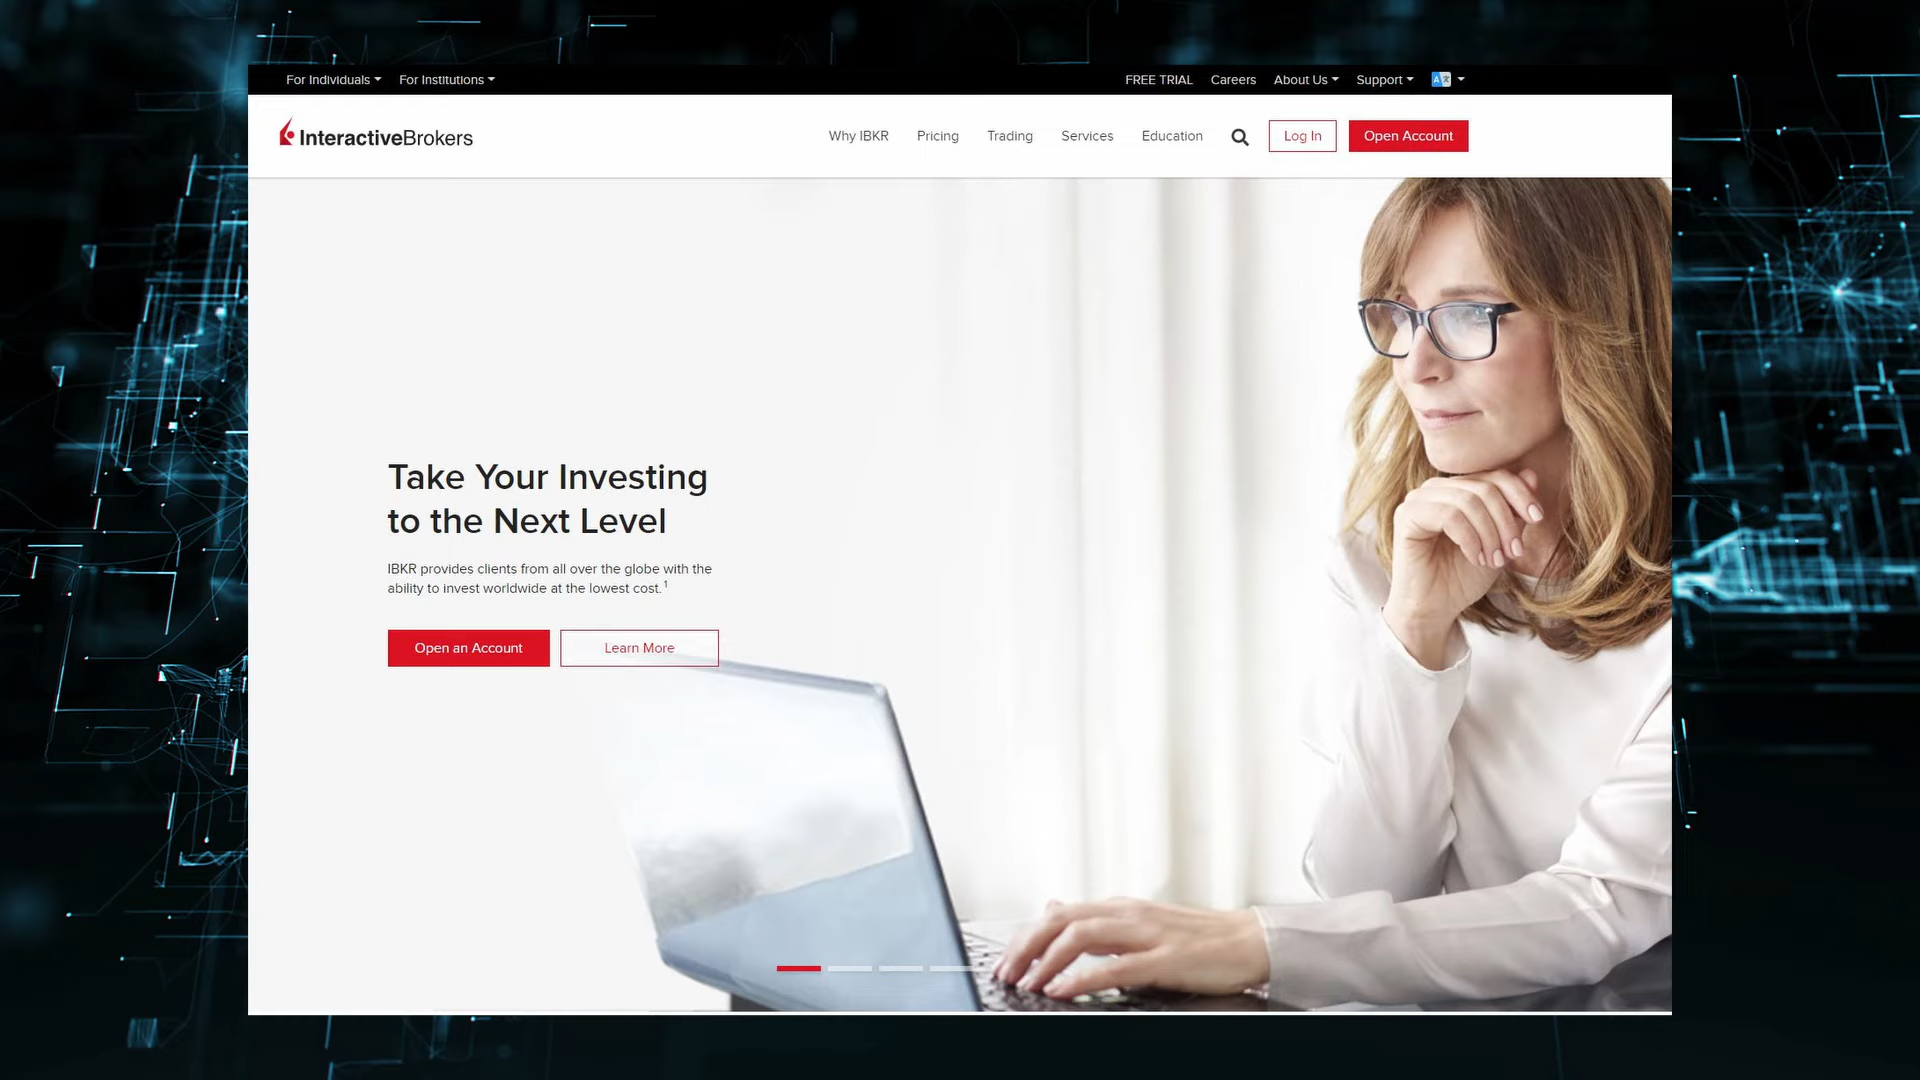 For Individuals
For Institutions
FREE TRIAL
Careers
About Us
Support
InteractiveBrokers
Why IBKR
Pricing
Trading
Services
Education
Log In
Open Account
Take Your Investing
to the Next Level
IBKR provides clients from all over the globe with the
ability to invest worldwide at the lowest cost.1
Open an Account
Learn More